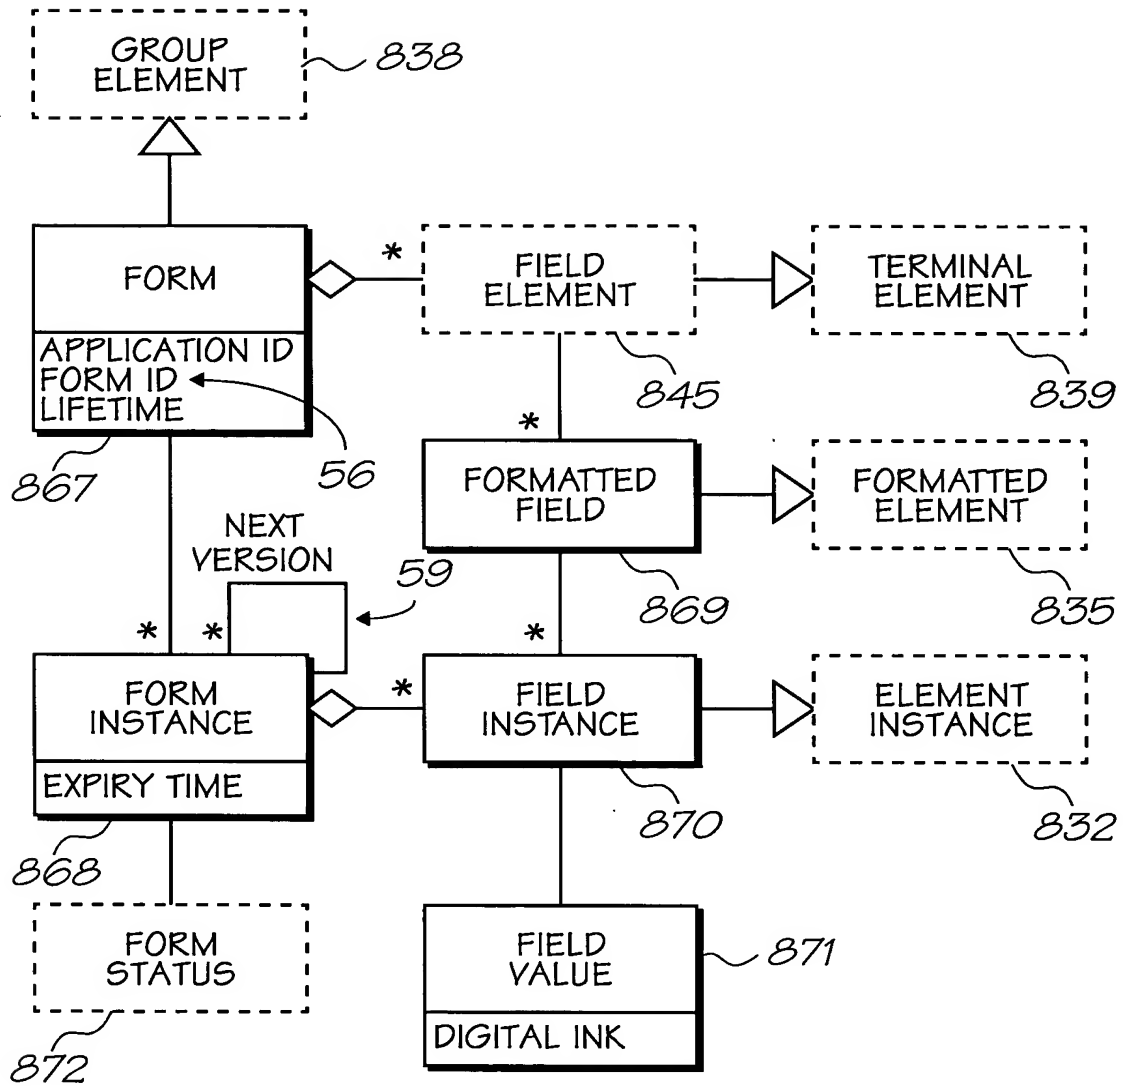 GROUP
ELEMENT
838
FORM
*
FIELD
ELEMENT
TERMINAL
ELEMENT
APPLICATION ID
FORM ID
LIFETIME
845
839
*
867
56
FORMATTED
FIELD
FORMATTED
ELEMENT
NEXT
VERSION
59
869
835
*
*
*
FORM
INSTANCE
*
FIELD
INSTANCE
ELEMENT
INSTANCE
EXPIRY TIME
870
832
868
FORM
STATUS
FIELD
VALUE
871
DIGITAL INK
872